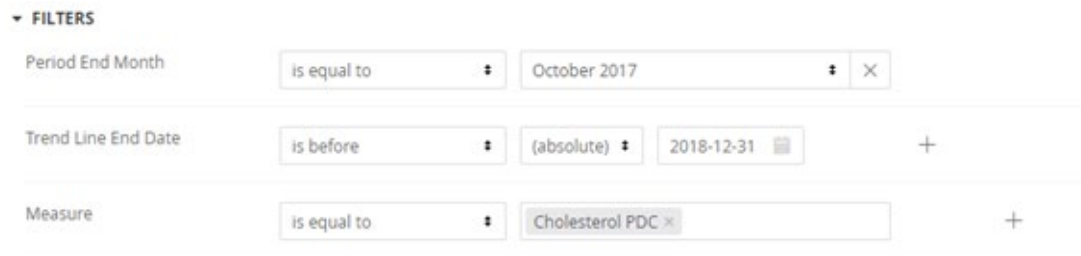 FILTERS
Period End Month is equal to October 2017
Trend Line End Date is before (absolute) 2018-12-31
Measure is equal to Cholesterol PDC